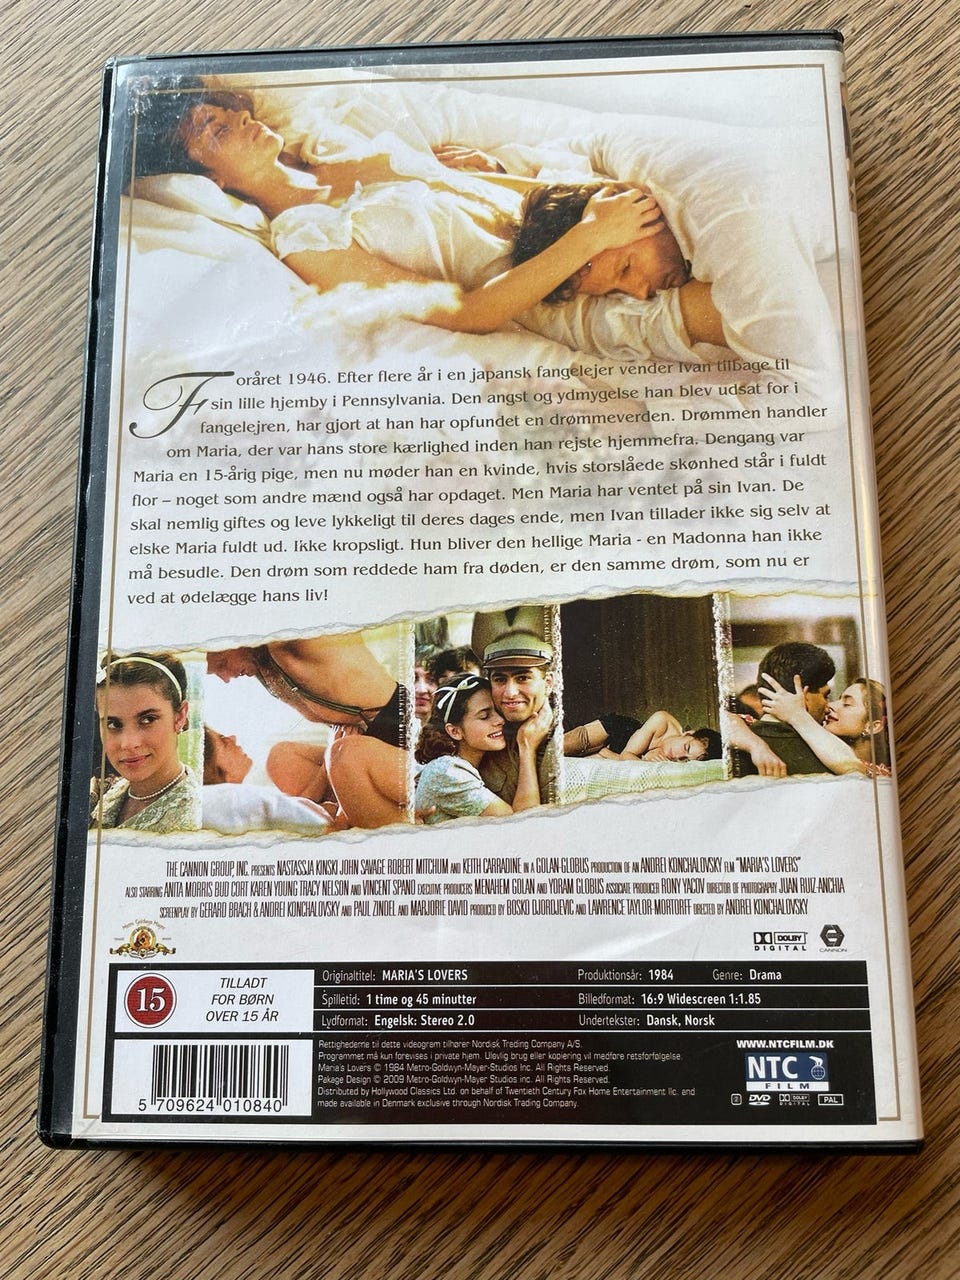 Foråret 1946. Efter flere år i en japansk fangelejer vender Ivan tilbage til
sin lille hjemby i Pennsylvania. Den angst og ydmygelse han blev udsat for i
fangelejren, har gjort at han har opfundet en drømmeverden. Drømmen handler
om Maria, der var hans store kærlighed inden han rejste hjemmefra. Dengang var
Maria en 15-årig pige, men nu møder han en kvinde, hvis storslåede skønhed står i fuldt
flor – noget som andre mænd også har opdaget. Men Maria har ventet på sin Ivan. De
skal nemlig giftes og leve lykkeligt til deres dages ende, men Ivan tillader ikke sig selv at
elske Maria fuldt ud. Ikke kropsligt. Hun bliver den hellige Maria - en Madonna han ikke
må besudle. Den drøm som reddede ham fra døden, er den samme drøm, som nu er
ved at ødelægge hans liv!
THE CANNON GROUP, INC. PRESENTS NASTASSJA KINSKI JOHN SAVAGE ROBERT MITCHUM AND KEITH CARRADINE IN A GOLAN-GLOBUS PRODUCTION OF AN ANDREI KONCHALOVSKY FILM "MARIA'S LOVERS"
ALSO STARRING ANITA MORRIS BUD CORT KAREN YOUNG TRACY NELSON AND VINCENT SPANO EXECUTIVE PRODUCERS MENAHEM GOLAN AND YORAM GLOBUS ASSOCIATE PRODUCER RONY YACOV DIRECTOR OF PHOTOGRAPHY JUAN RUIZ-ANCHIA
SCREENPLAY BY GERARD BRACH & ANDREI KONCHALOVSKY AND PAUL ZINDEL AND MARJORIE DAVID PRODUCED BY BOSKO DJORDJEVIC AND LAWRENCE TAYLOR-MORTORFF DIRECTED BY ANDREI KONCHALOVSKY
Metro Goldwyn Mayer
DOLBY DIGITAL
CANNON
15
TILLADT
FOR BØRN
OVER 15 ÅR
Originaltitel: MARIA'S LOVERS Produktionsår: 1984 Genre: Drama
Spilletid: 1 time og 45 minutter Billedformat: 16:9 Widescreen 1:1.85
Lydformat: Engelsk: Stereo 2.0 Undertekster: Dansk, Norsk
5 709624 010840
Rettighederne til dette videogram tilhører Nordisk Trading Company A/S.
Programmet må kun forevises i private hjem. Ulovlig brug eller kopiering vil medføre retsforfølgelse.
Maria's Lovers © 1984 Metro-Goldwyn-Mayer-Studios Inc. All Rights Reserved.
Pakage Design © 2009 Metro-Goldwyn-Mayer-Studios Inc. All Rights Reserved.
Distributed by Hollywood Classics Ltd. on behalf of Twentieth Century Fox Home Entertainment llc. and
made available in Denmark exclusive through Nordisk Trading Company.
WWW.NTCFILM.DK
NTC
FILM
2 DVD DOLBY DIGITAL PAL